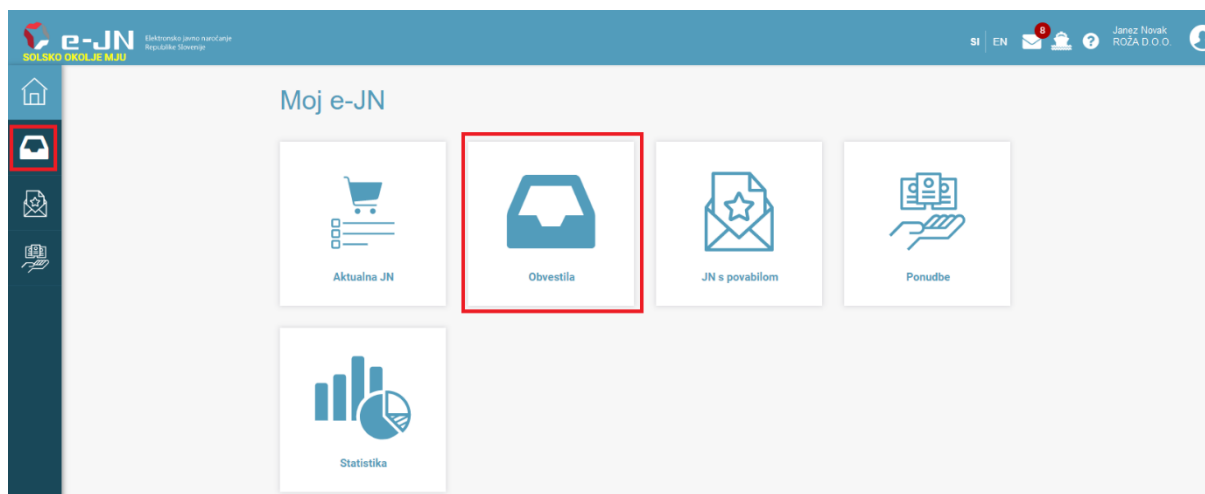 e-JN
Elektronsko javno naročanje
Republike Slovenije
SOLSKO OKOLJE MJU
SI EN
8
?
Janez Novak
ROŽA D.O.O.
Moj e-JN
Aktualna JN
Obvestila
JN s povabilom
Ponudbe
Statistika